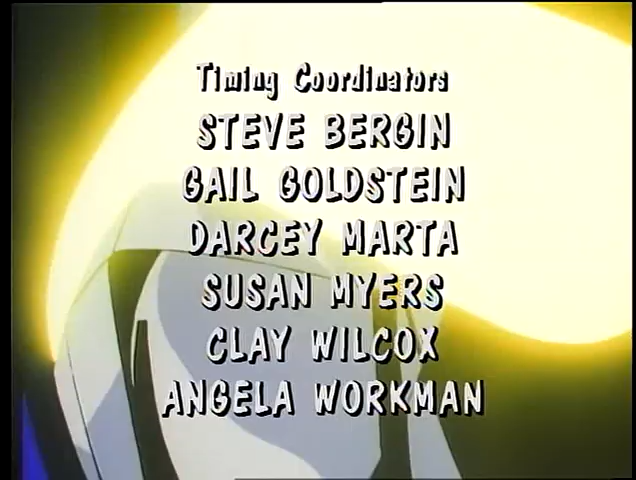 Timing Coordinators
STEVE BERGIN
GAIL GOLDSTEIN
DARCEY MARTA
SUSAN MYERS
CLAY WILCOX
ANGELA WORKMAN